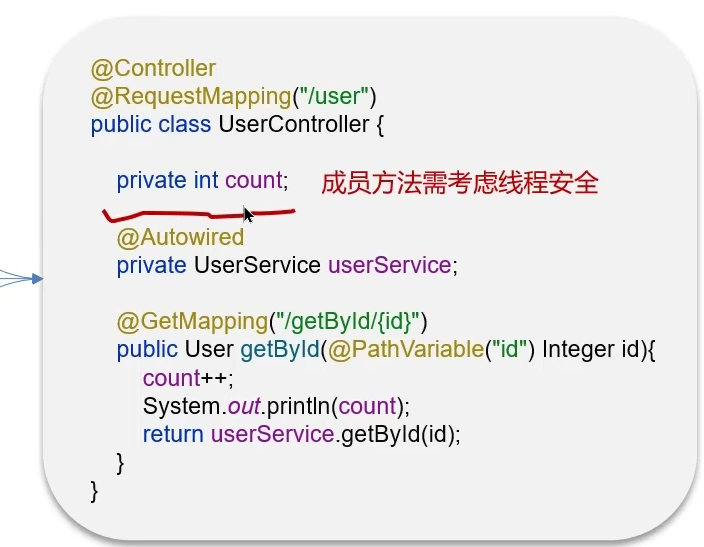 @Controller
@RequestMapping("/user")
public class UserController {
private int count; 成员方法需考虑线程安全
@Autowired
private UserService userService;
@GetMapping("/getById/{id}")
public User getById(@PathVariable("id") Integer id){
count++;
System.out.println(count);
return userService.getById(id);
}
}